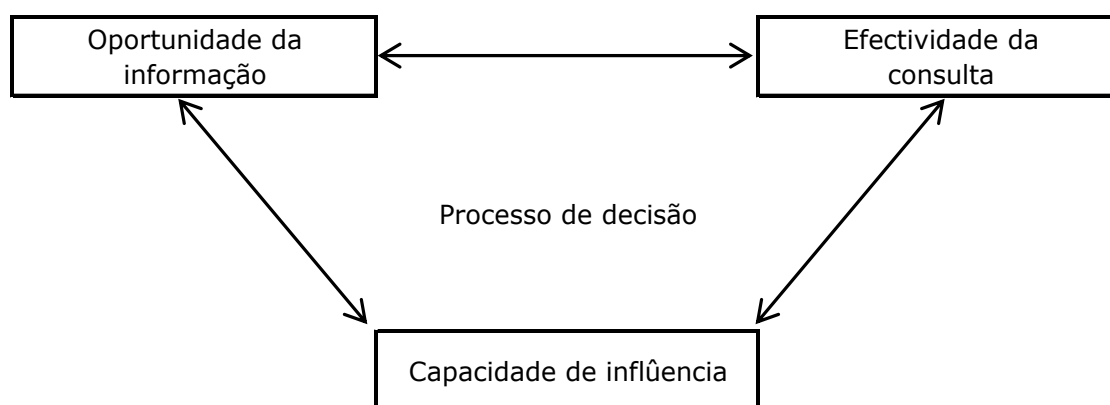 Oportunidade da
informação
Efectividade da
consulta
Processo de decisão
Capacidade de inflûencia